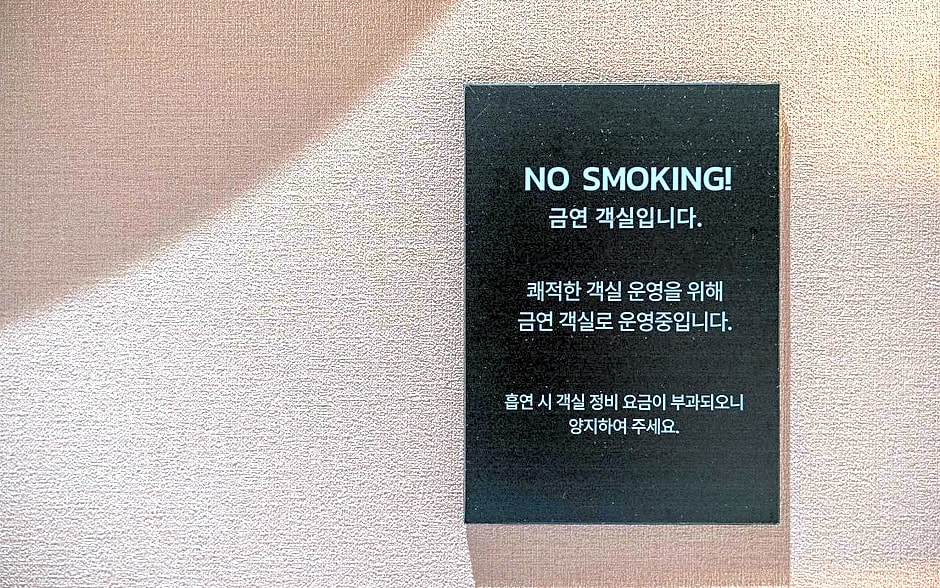 NO SMOKING!
금연 객실입니다.
쾌적한 객실 운영을 위해
금연 객실로 운영중입니다.
흡연 시 객실 정비 요금이 부과되오니
양지하여 주세요.